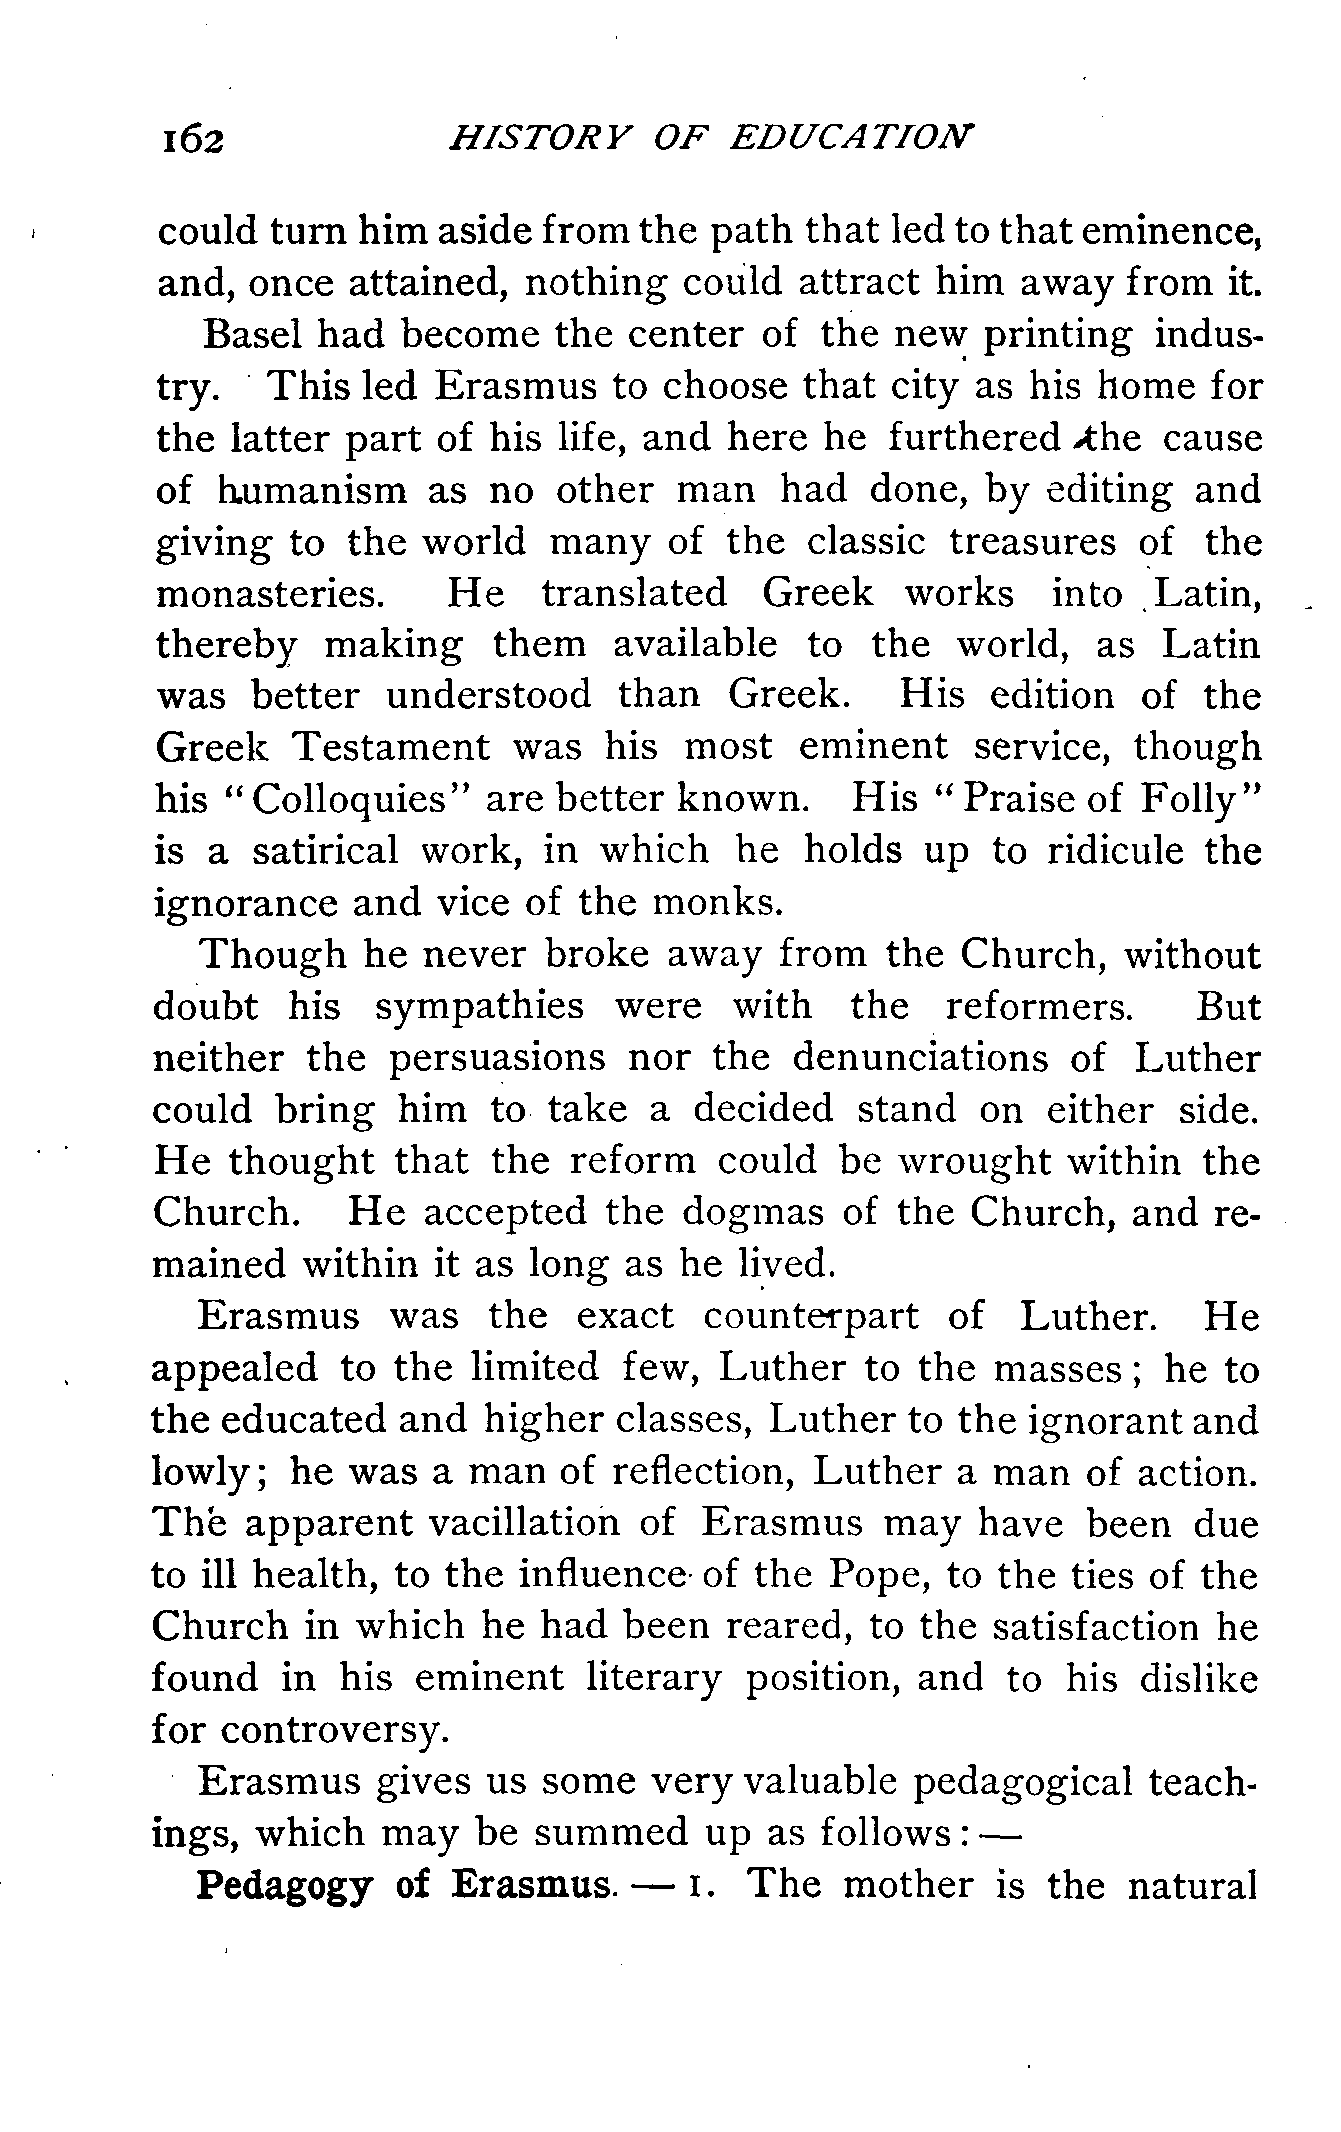 162 HISTORY OF EDUCATION
could turn him aside from the path that led to that eminence,
and, once attained, nothing could attract him away from it.
Basel had become the center of the new printing indus-
try. This led Erasmus to choose that city as his home for
the latter part of his life, and here he furthered the cause
of humanism as no other man had done, by editing and
giving to the world many of the classic treasures of the
monasteries. He translated Greek works into Latin,
thereby making them available to the world, as Latin
was better understood than Greek. His edition of the
Greek Testament was his most eminent service, though
his "Colloquies" are better known. His "Praise of Folly"
is a satirical work, in which he holds up to ridicule the
ignorance and vice of the monks.
Though he never broke away from the Church, without
doubt his sympathies were with the reformers. But
neither the persuasions nor the denunciations of Luther
could bring him to take a decided stand on either side.
He thought that the reform could be wrought within the
Church. He accepted the dogmas of the Church, and re-
mained within it as long as he lived.
Erasmus was the exact counterpart of Luther. He
appealed to the limited few, Luther to the masses; he to
the educated and higher classes, Luther to the ignorant and
lowly; he was a man of reflection, Luther a man of action.
The apparent vacillation of Erasmus may have been due
to ill health, to the influence of the Pope, to the ties of the
Church in which he had been reared, to the satisfaction he
found in his eminent literary position, and to his dislike
for controversy.
Erasmus gives us some very valuable pedagogical teach-
ings, which may be summed up as follows: —
Pedagogy of Erasmus. — 1. The mother is the natural